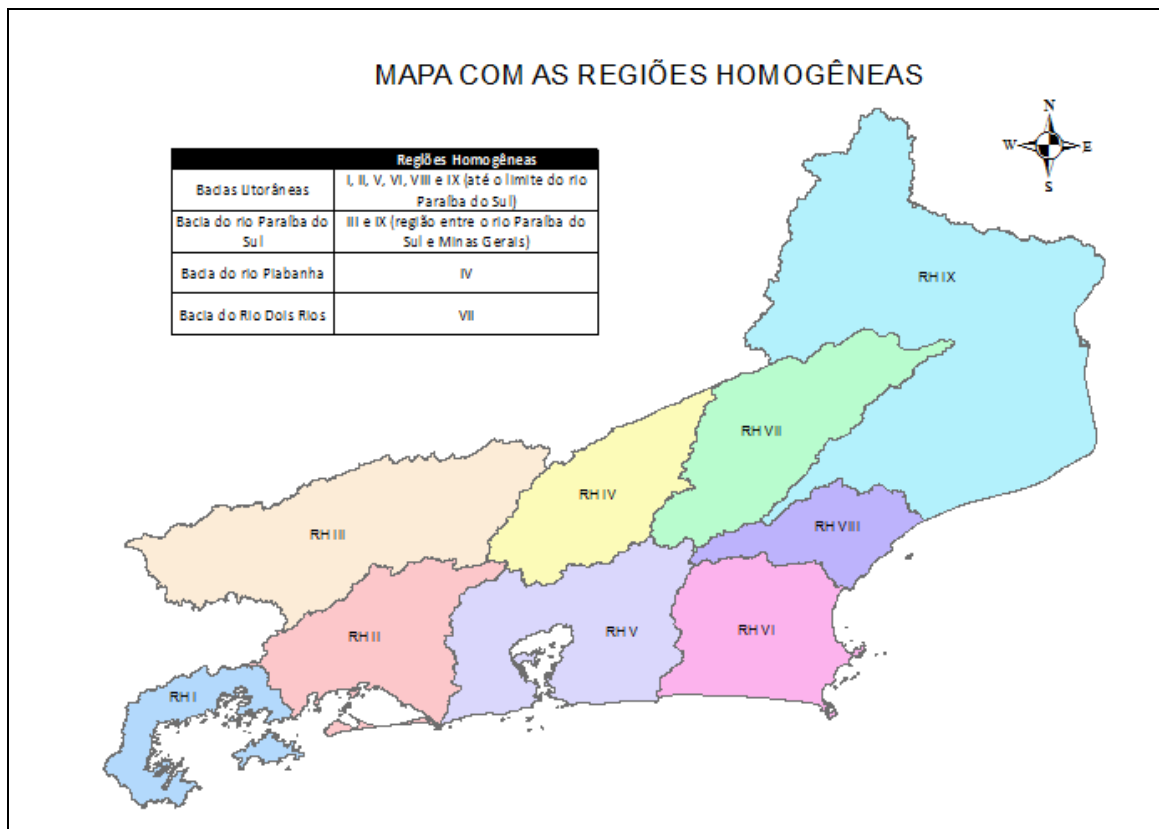 MAPA COM AS REGIÕES HOMOGÊNEAS
N
W E
S
Regiões Homogêneas
Bacias Litorâneas
I, II, V, VI, VIII e IX (até o limite do rio
Paraíba do Sul)
Bacia do rio Paraíba do
Sul
III e IX (região entre o rio Paraíba do
Sul e Minas Gerais)
Bacia do rio Piabanha
IV
Bacia do Rio Dois Rios
VII
RH IX
RH VII
RH IV
RH VIII
RH III
RH II
RH V
RH VI
RH I